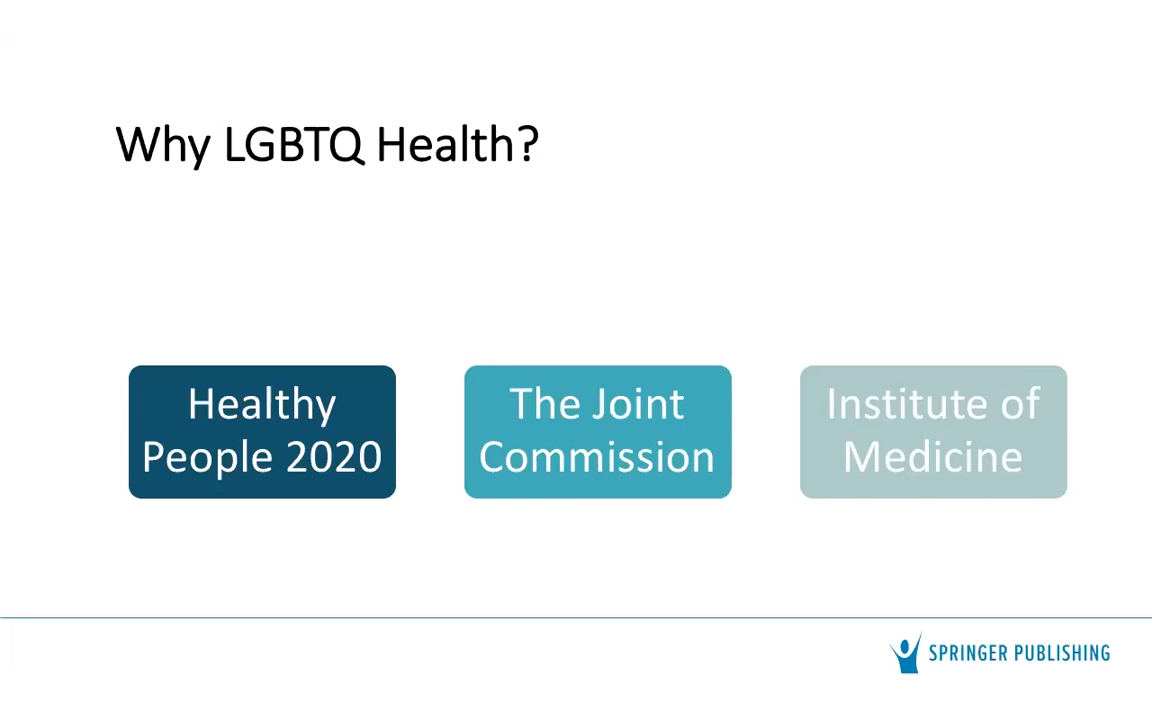 Why LGBTQ Health?
Healthy
People 2020
The Joint
Commission
Institute of
Medicine
SPRINGER PUBLISHING